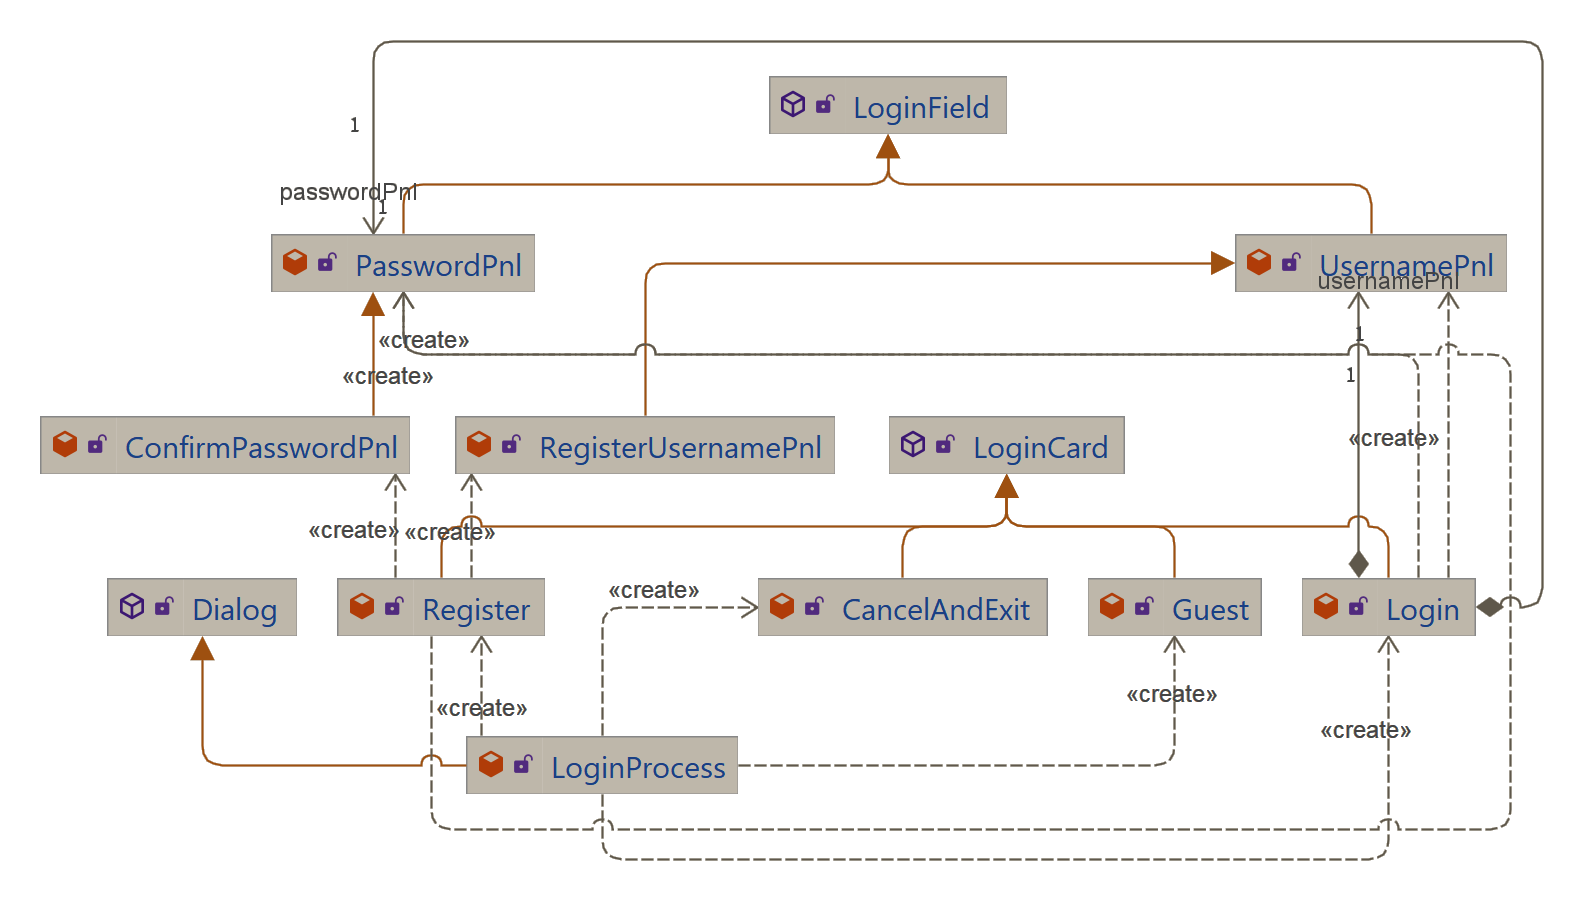 1
LoginField
passwordPnl
1
PasswordPnl
UsernamePnl
usernamePnl
«create»
1
«create»
1
«create»
ConfirmPasswordPnl
RegisterUsernamePnl
LoginCard
«create»
«create»
«create»
Dialog
Register
CancelAndExit
Guest
Login
«create»
«create»
«create»
LoginProcess